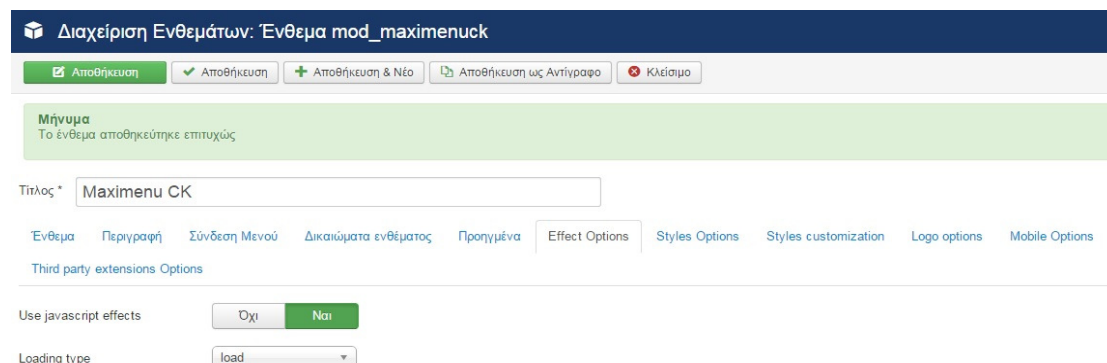 Διαχείριση Ενθεμάτων: Ένθεμα mod_maximenuck
Αποθήκευση Αποθήκευση Αποθήκευση & Νέο Αποθήκευση ως Αντίγραφο Κλείσιμο
Μήνυμα
Το ένθεμα αποθηκεύτηκε επιτυχώς
Τίτλος * Maximenu CK
Ένθεμα Περιγραφή Σύνδεση Μενού Δικαιώματα ενθέματος Προηγμένα Effect Options Styles Options Styles customization Logo options Mobile Options
Third party extensions Options
Use javascript effects Όχι Ναι
Loading type load